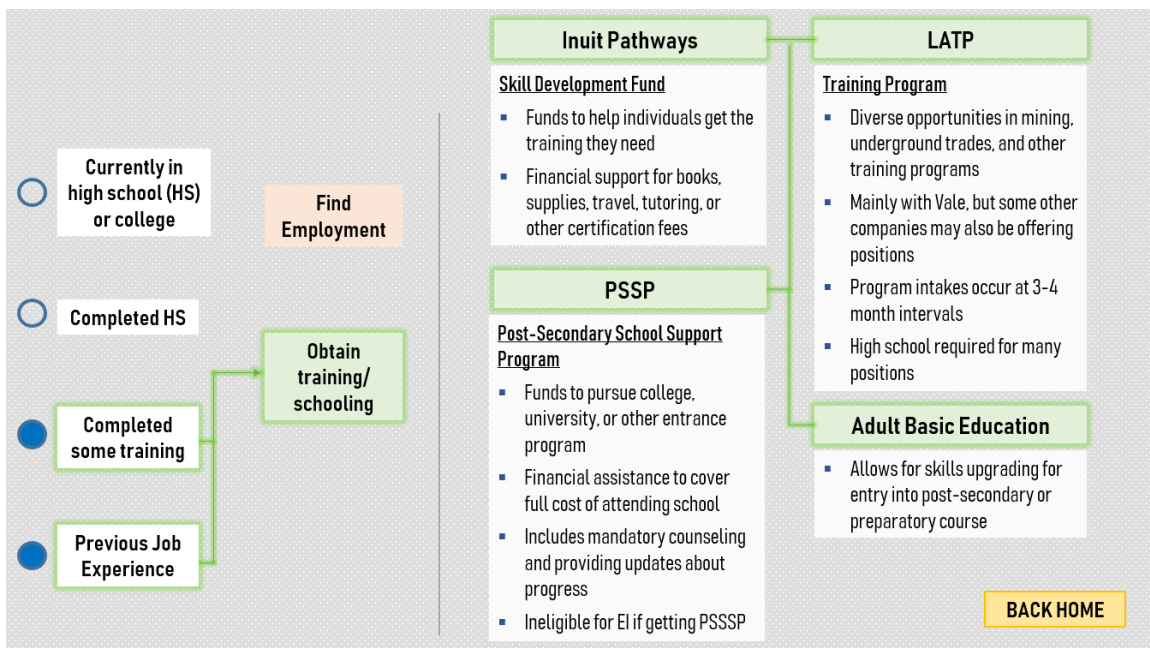 Currently in
high school (HS)
or college
Completed HS
Completed
some training
Previous Job
Experience
Find
Employment
Obtain
training/
schooling
Inuit Pathways
Skill Development Fund
▪ Funds to help individuals get the
training they need
▪ Financial support for books,
supplies, travel, tutoring, or
other certification fees
PSSP
Post-Secondary School Support
Program
▪ Funds to pursue college,
university, or other entrance
program
▪ Financial assistance to cover
full cost of attending school
▪ Includes mandatory counseling
and providing updates about
progress
▪ Ineligible for EI if getting PSSSP
LATP
Training Program
▪ Diverse opportunities in mining,
underground trades, and other
training programs
▪ Mainly with Vale, but some other
companies may also be offering
positions
▪ Program intakes occur at 3-4
month intervals
▪ High school required for many
positions
Adult Basic Education
▪ Allows for skills upgrading for
entry into post-secondary or
preparatory course
BACK HOME